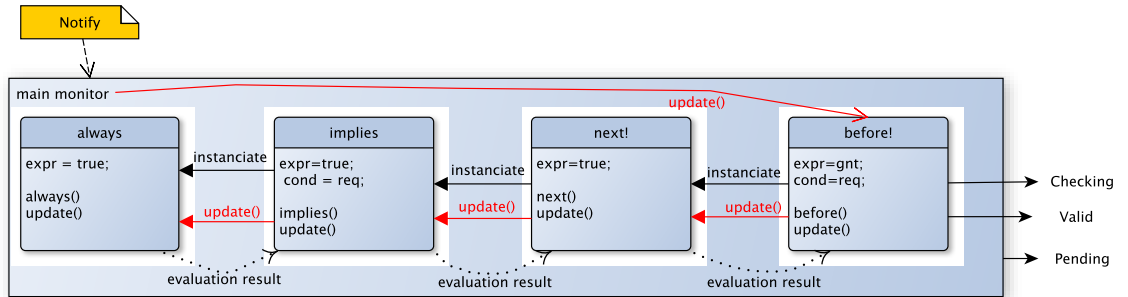 Notify
main monitor
update()
always
expr = true;
always()
update()
instanciate
update()
implies
expr=true;
cond = req;
implies()
update()
instanciate
update()
next!
expr=true;
next()
update()
instanciate
update()
before!
expr=gnt;
cond=req;
before()
update()
Checking
Valid
Pending
evaluation result
evaluation result
evaluation result